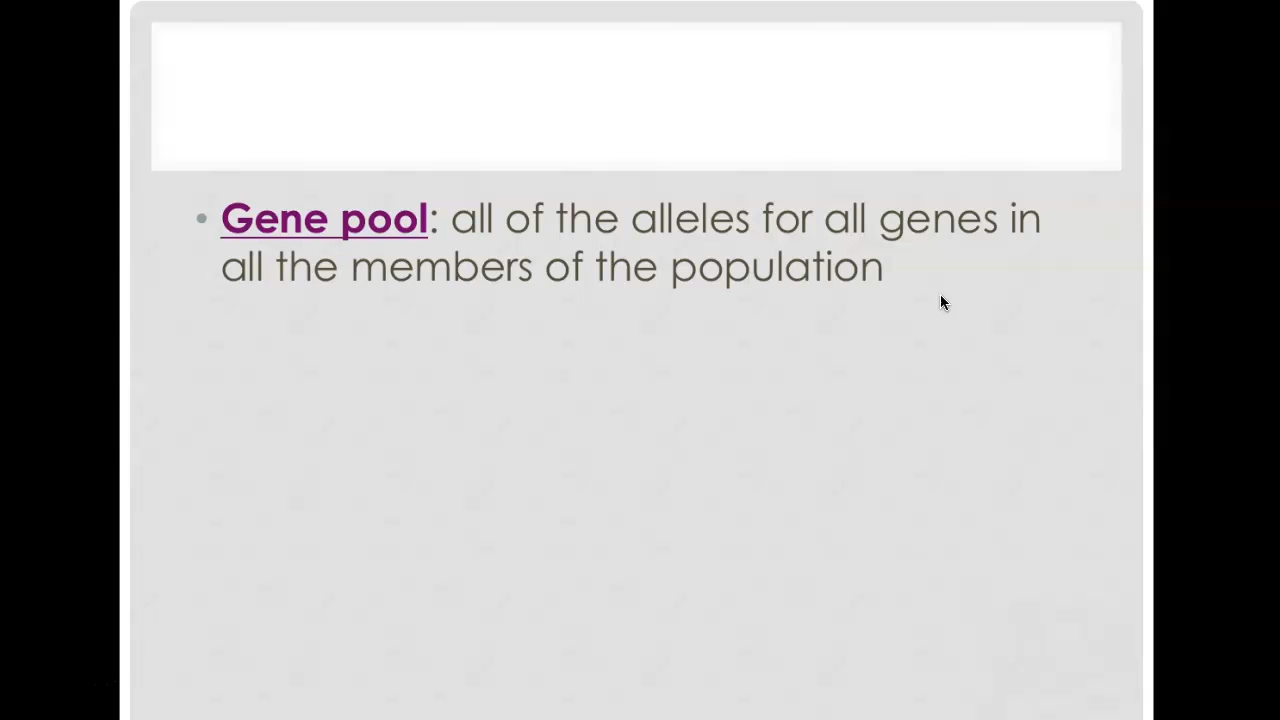 • Gene pool: all of the alleles for all genes in
all the members of the population